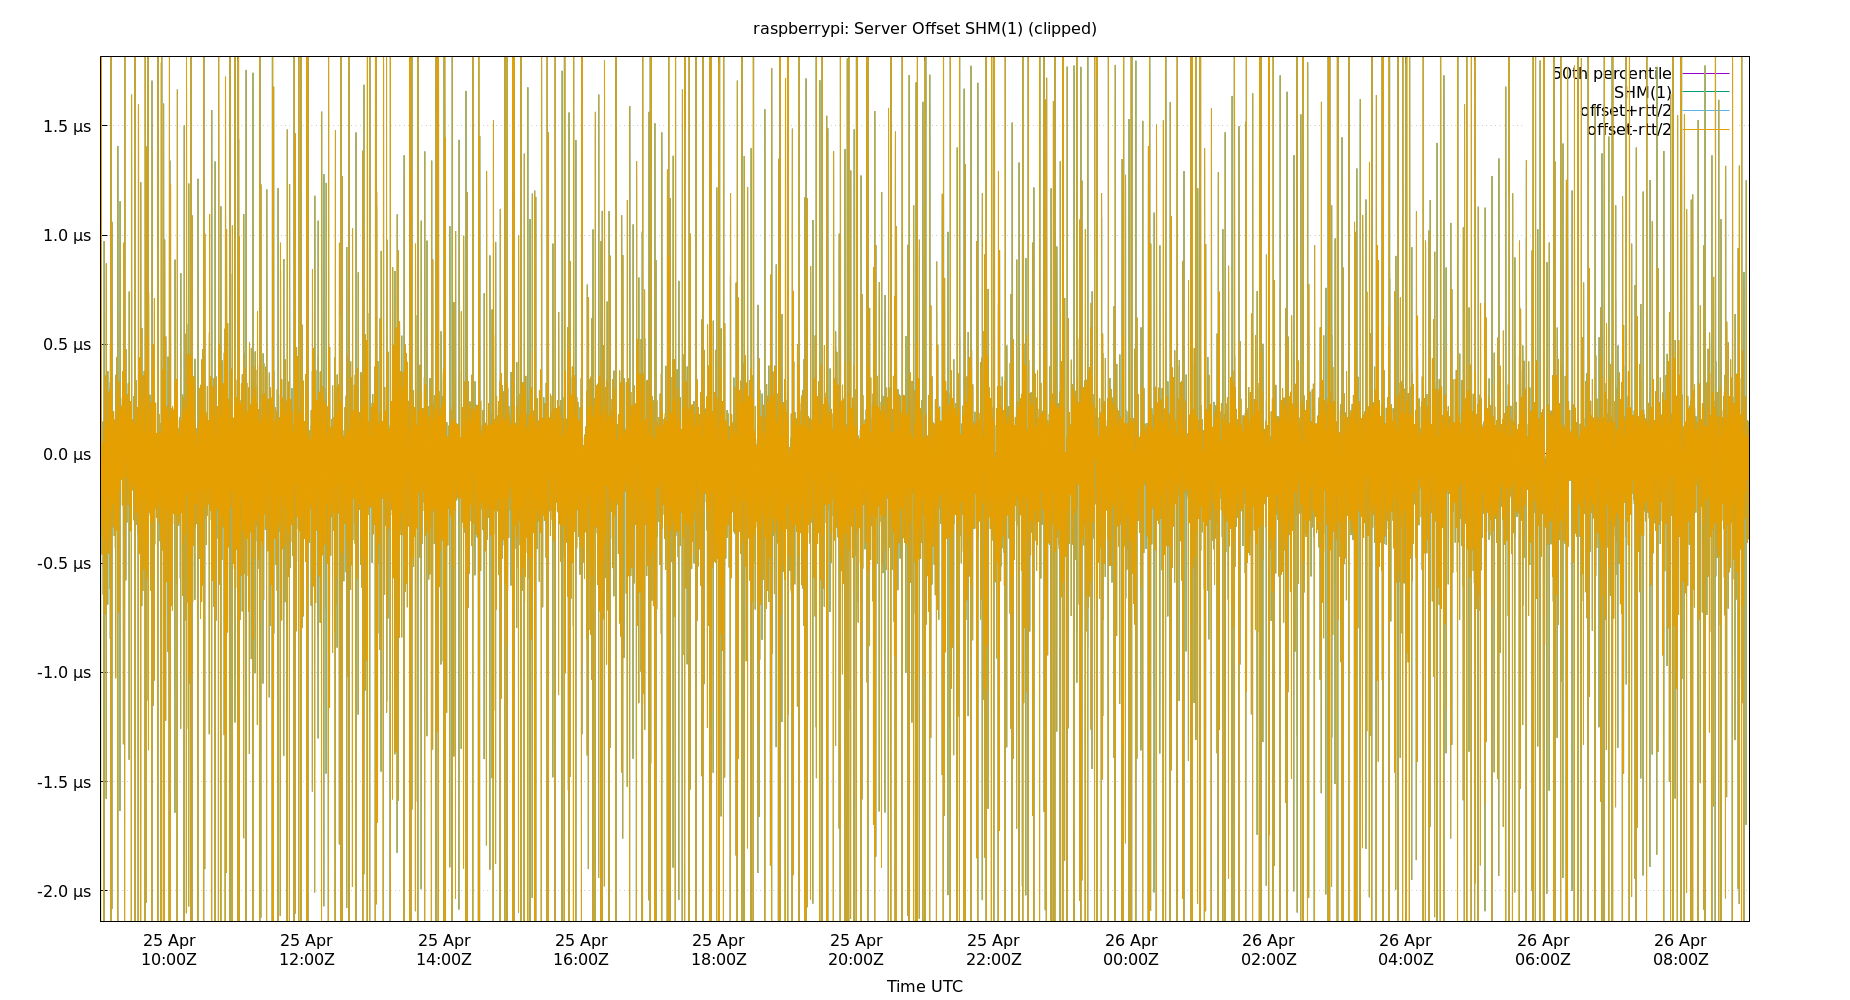 raspberrypi: Server Offset SHM(1) (clipped)
50th percentile
SHM(1)
offset+rtt/2
offset-rtt/2
1.5 µs
1.0 µs
0.5 µs
0.0 µs
-0.5 µs
-1.0 µs
-1.5 µs
-2.0 µs
25 Apr 25 Apr 25 Apr 25 Apr 25 Apr 25 Apr 25 Apr 26 Apr 26 Apr 26 Apr 26 Apr 26 Apr
10:00Z 12:00Z 14:00Z 16:00Z 18:00Z 20:00Z 22:00Z 00:00Z 02:00Z 04:00Z 06:00Z 08:00Z
Time UTC